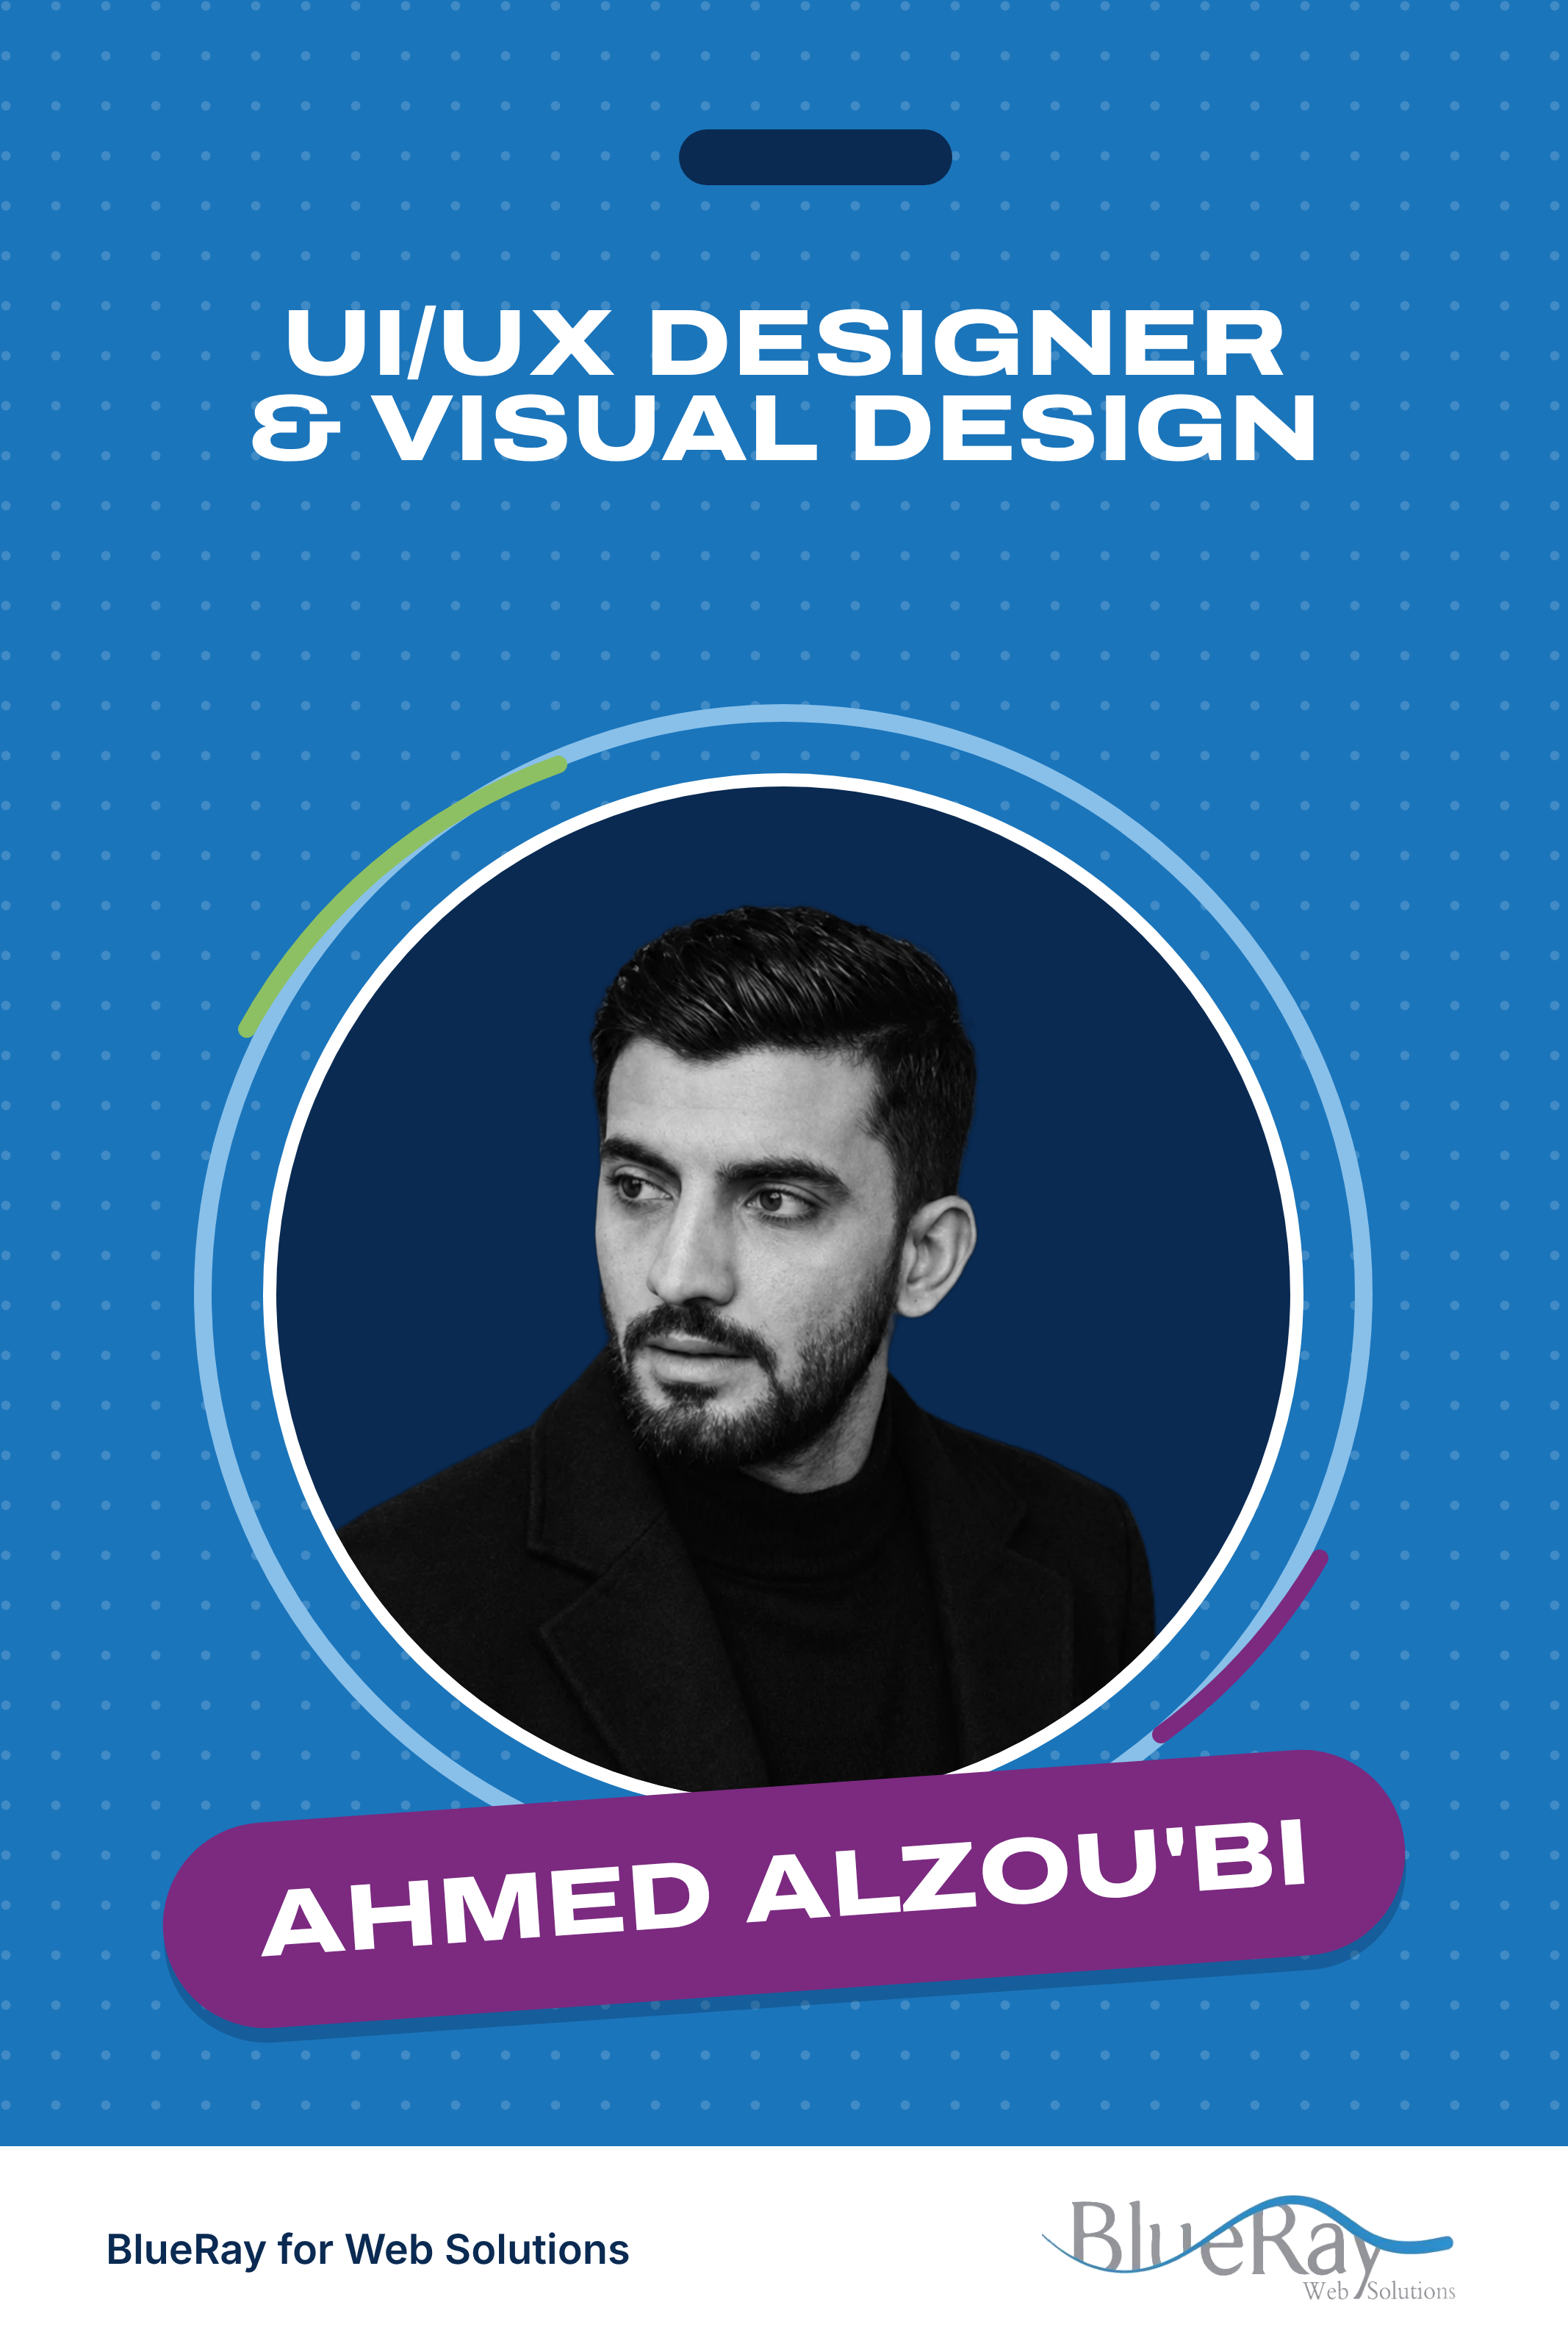 UI/UX DESIGNER
& VISUAL DESIGN
AHMED ALZOU'BI
BlueRay for Web Solutions
BlueRay
Web Solutions